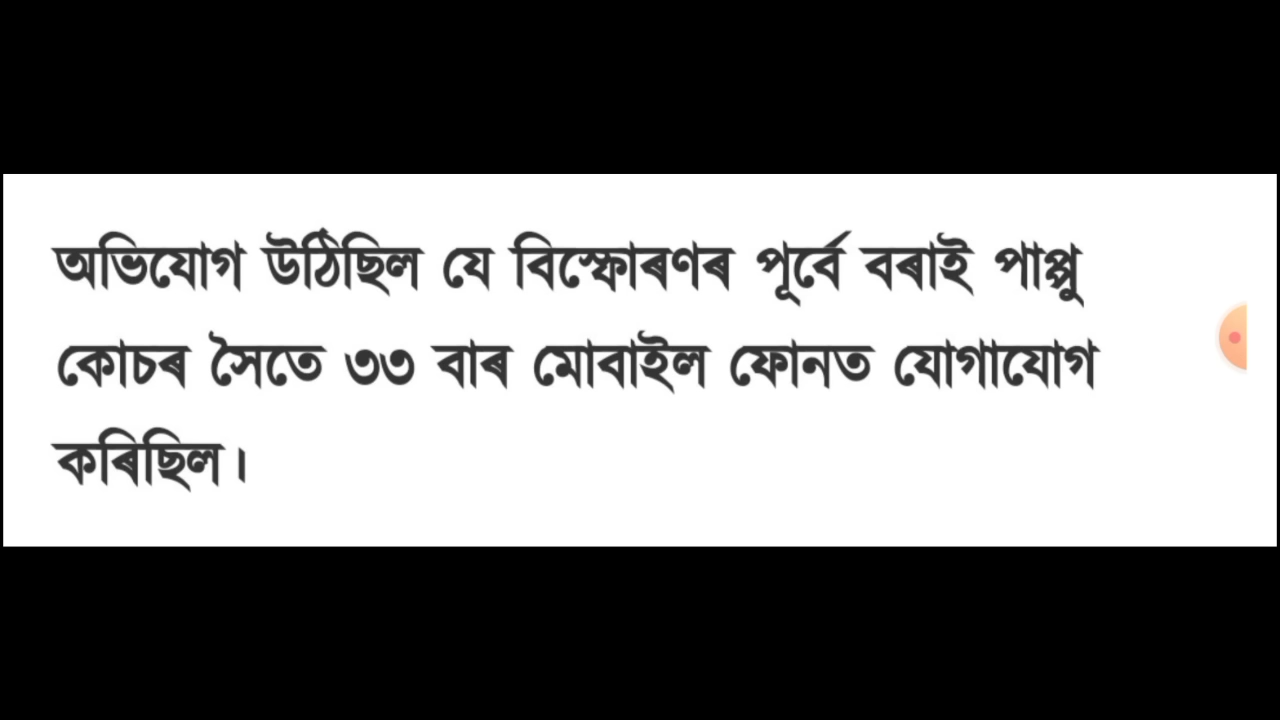 অভিযোগ উঠিছিল যে বিস্ফোৰণৰ পূৰ্বে বৰাই পাপ্পু
কোচৰ সৈতে ৩৩ বাৰ মোবাইল ফোনত যোগাযোগ
কৰিছিল।